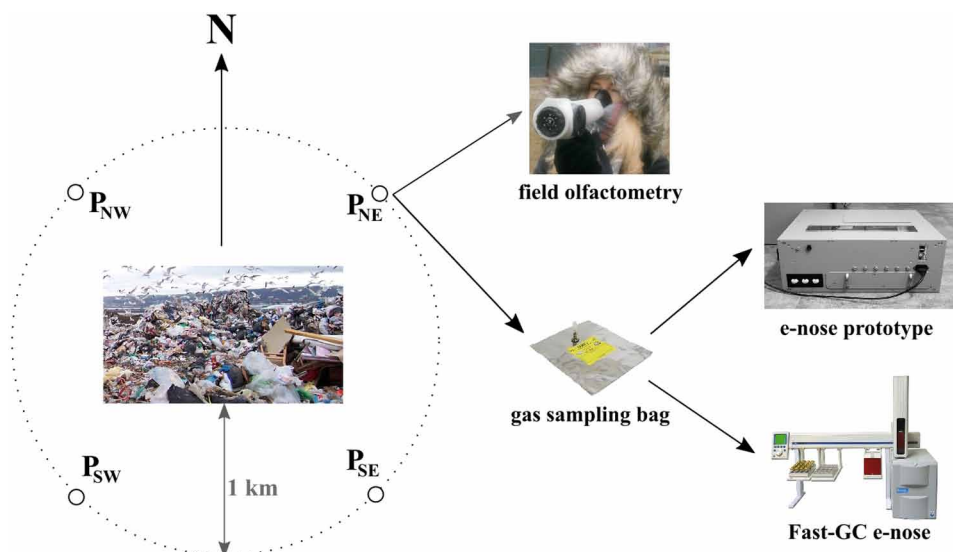 N
P_NW
P_NE
P_SW
P_SE
1 km
field olfactometry
gas sampling bag
e-nose prototype
Fast-GC e-nose